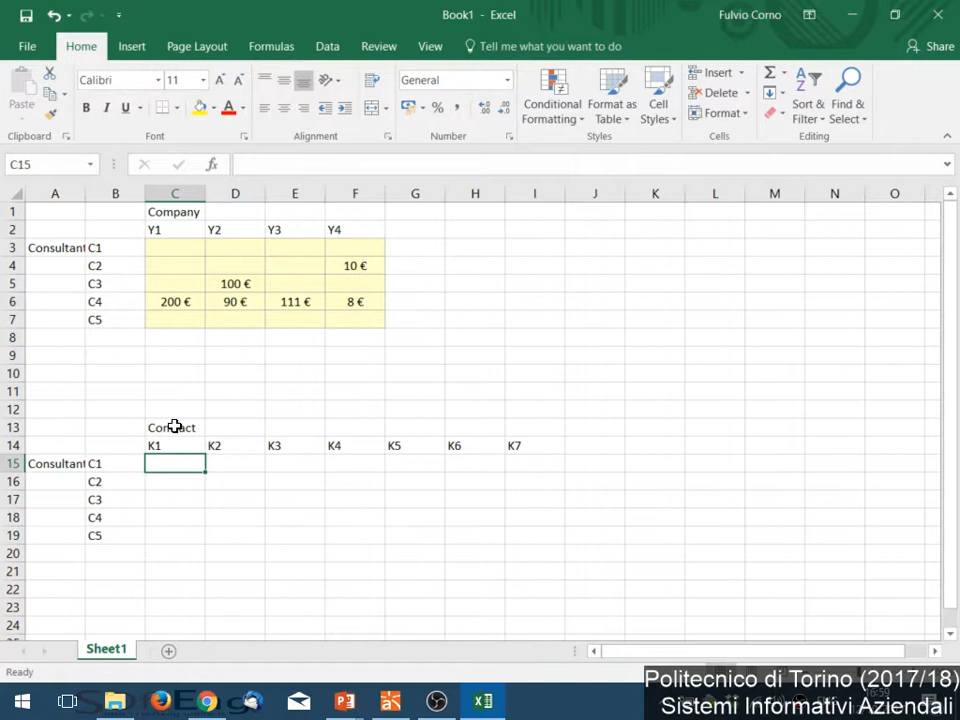 Book1 - Excel
Fulvio Corno
File Home Insert Page Layout Formulas Data Review View Tell me what you want to do Share
Paste
Calibri 11
B I U A
General
% ,
Conditional Formatting
Format as Table
Cell Styles
Insert
Delete
Format
Sort & Filter
Find & Select
Clipboard Font Alignment Number Styles Cells Editing
C15 fx
A B C D E F G H I J K L M N O
1 Company
2 Y1 Y2 Y3 Y4
3 Consultant C1
4 C2 10 €
5 C3 100 €
6 C4 200 € 90 € 111 € 8 €
7 C5
8
9
10
11
12
13 Contract
14 K1 K2 K3 K4 K5 K6 K7
15 Consultant C1
16 C2
17 C3
18 C4
19 C5
20
21
22
23
24
Sheet1
Ready
16:59
Politecnico di Torino (2017/18)
Sistemi Informativi Aziendali